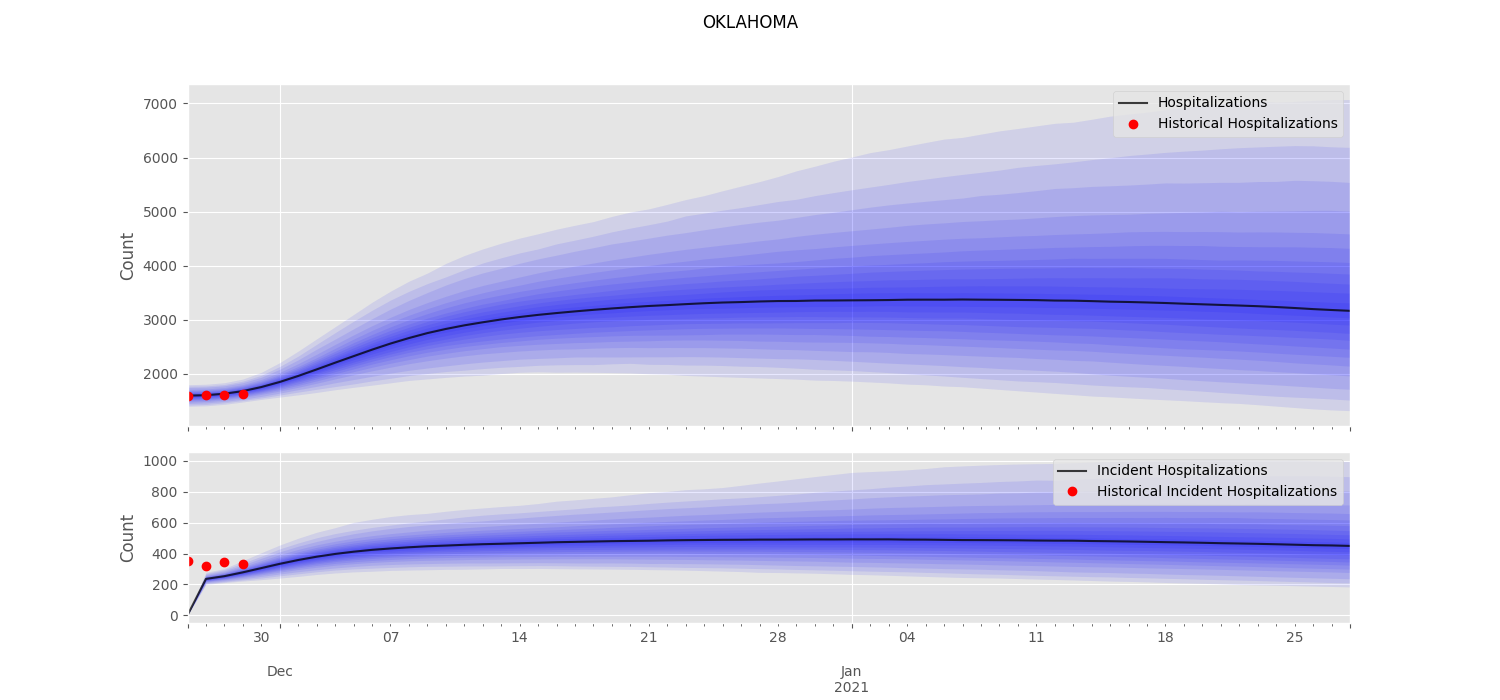 OKLAHOMA
7000
6000
5000
4000
3000
2000
Count
Hospitalizations
Historical Hospitalizations
1000
800
600
400
200
0
Count
Incident Hospitalizations
Historical Incident Hospitalizations
30 07 14 21 28 04 11 18 25
Dec Jan
2021